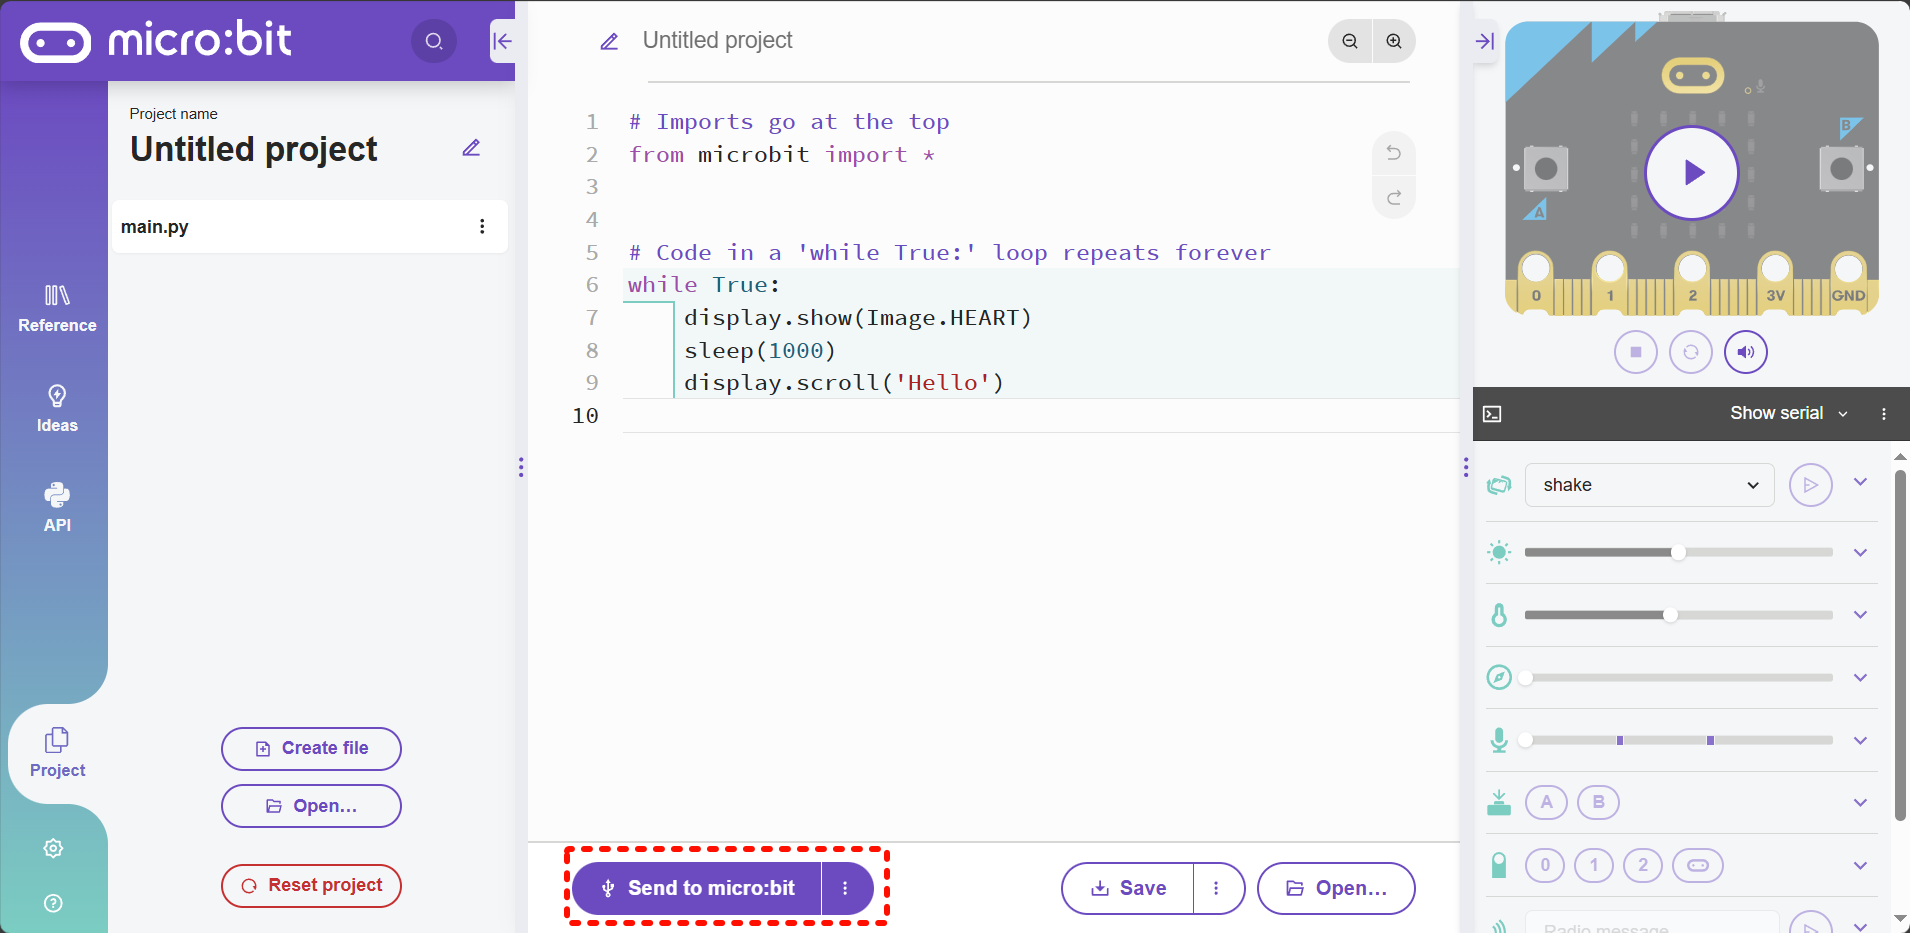 micro:bit
Project name
Untitled project
main.py
Reference
Ideas
API
Project
Create file
Open...
Reset project
Untitled project
1 # Imports go at the top
2 from microbit import *
3
4
5 # Code in a 'while True:' loop repeats forever
6 while True:
7 display.show(Image.HEART)
8 sleep(1000)
9 display.scroll('Hello')
10
Send to micro:bit
Save
Open...
B
A
0 1 2 3V GND
Show serial
shake
A B
0 1 2
Radio message